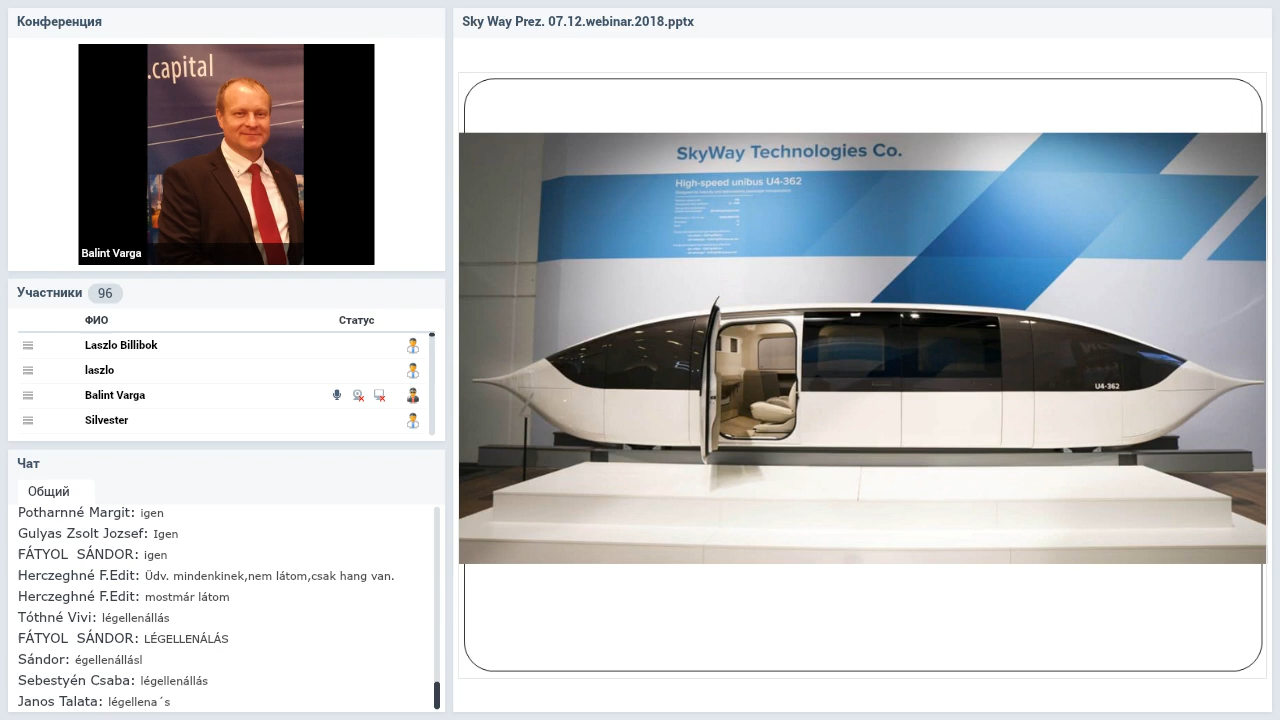 Конференция
.capital
Balint Varga
Участники 96
ФИО Статус
Laszlo Billibok
laszlo
Balint Varga
Silvester
Чат
Общий
Potharnné Margit: igen
Gulyas Zsolt Jozsef: Igen
FÁTYOL SÁNDOR: igen
Herczeghné F.Edit: Üdv. mindenkinek,nem látom,csak hang van.
Herczeghné F.Edit: mostmár látom
Tóthné Vivi: légellenállás
FÁTYOL SÁNDOR: LÉGELLENÁLÁS
Sándor: égellenállásl
Sebestyén Csaba: légellenállás
Janos Talata: légellena´s
Sky Way Prez. 07.12.webinar.2018.pptx
SkyWay Technologies Co.
High-speed unibus U4-362
U4-362